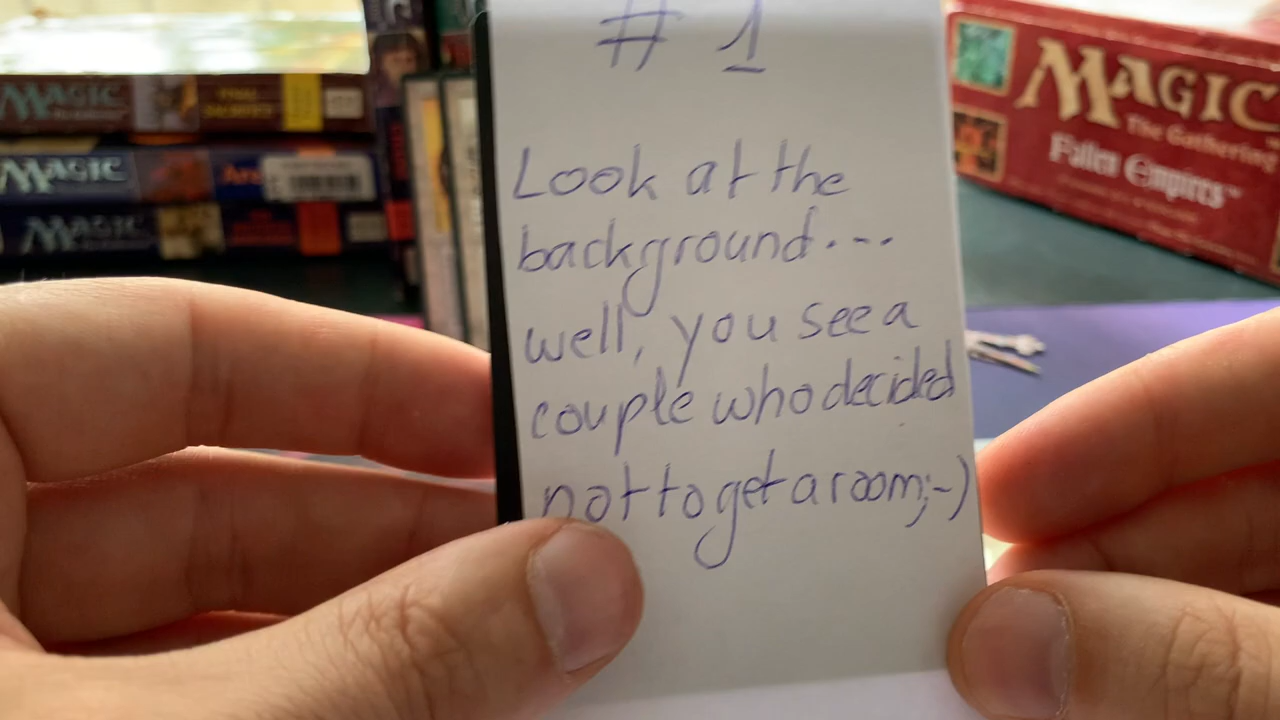 # 1
Look at the
background...
well, you see a
couple who decided
not to get a room;-)
MAGIC
The Gathering
Fallen Empires™
MAGIC
MAGIC
MAGIC